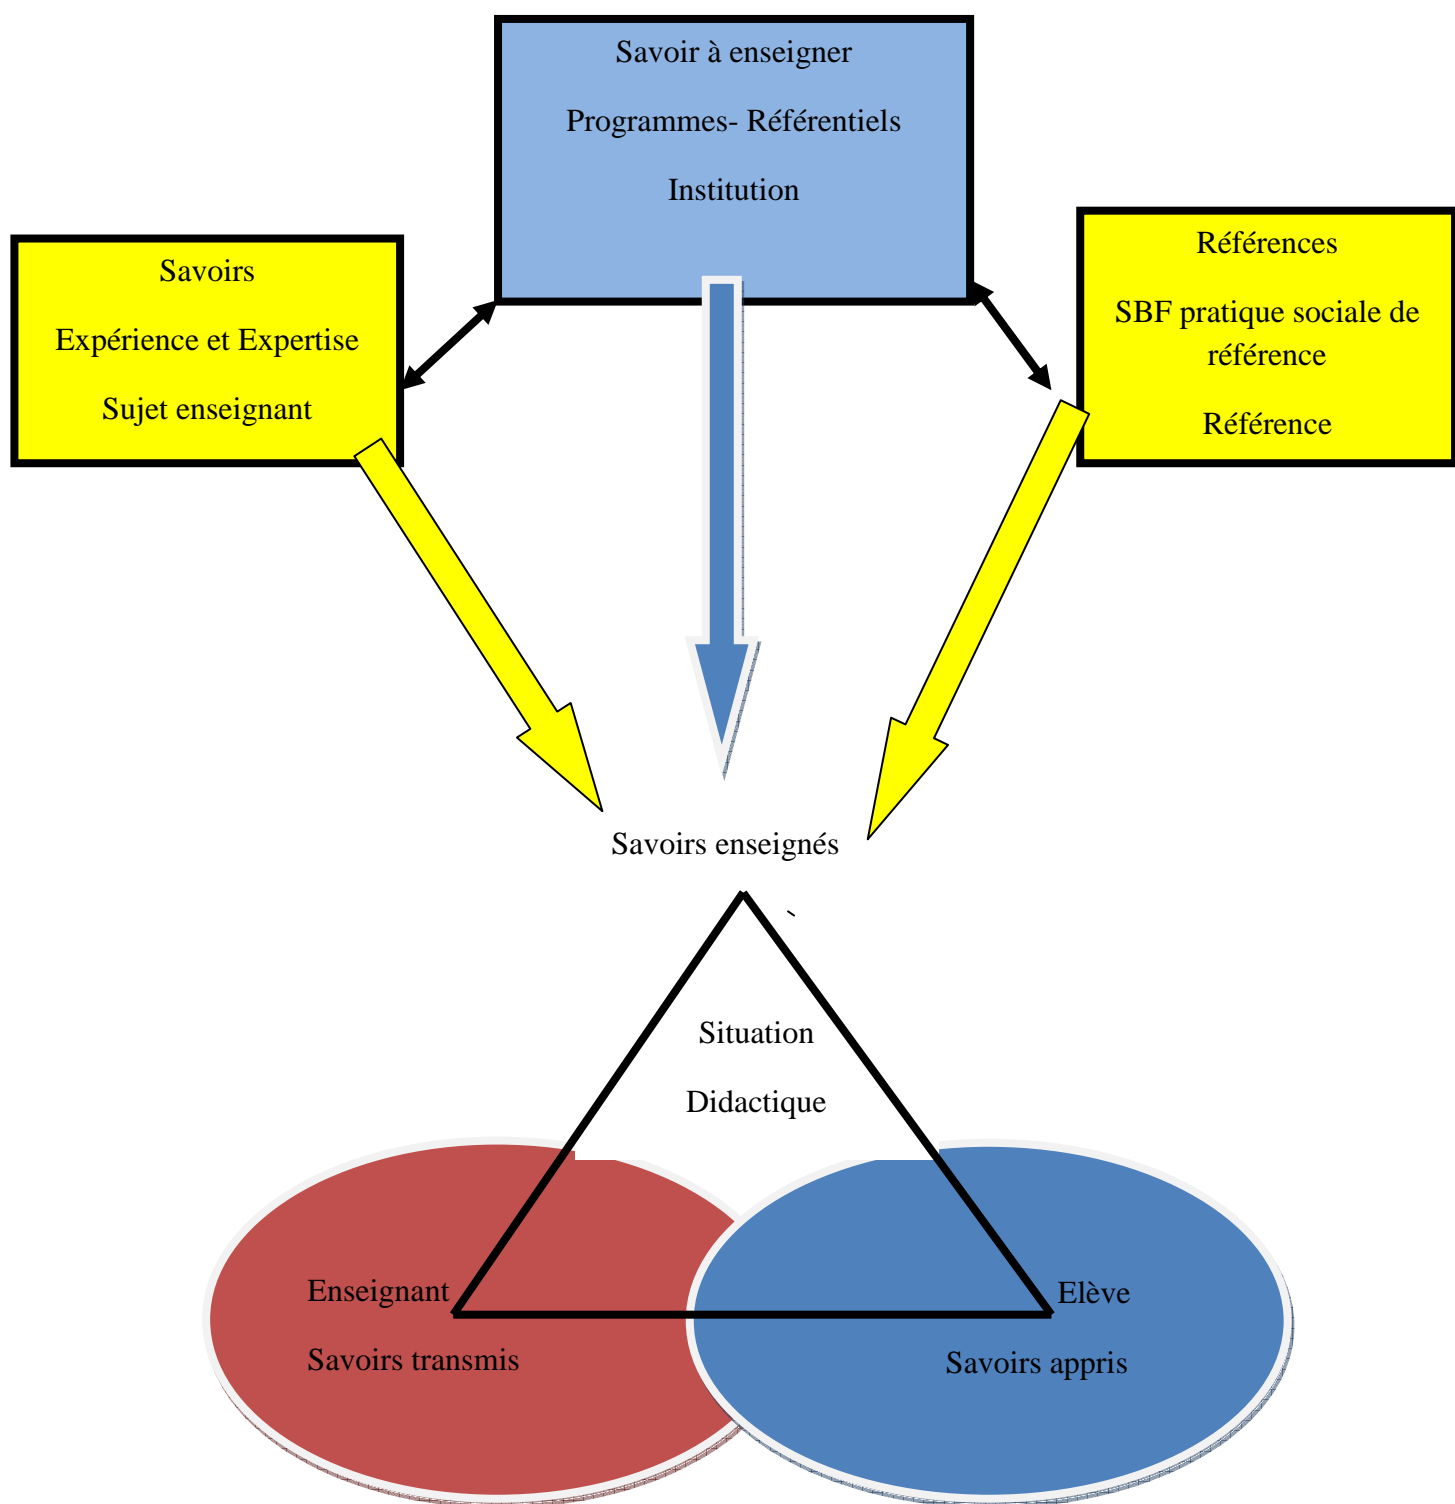 Savoir à enseigner
Programmes- Référentiels
Institution
Savoirs
Expérience et Expertise
Sujet enseignant
Références
SBF pratique sociale de
référence
Référence
Savoirs enseignés
Situation
Didactique
Enseignant
Savoirs transmis
Elève
Savoirs appris